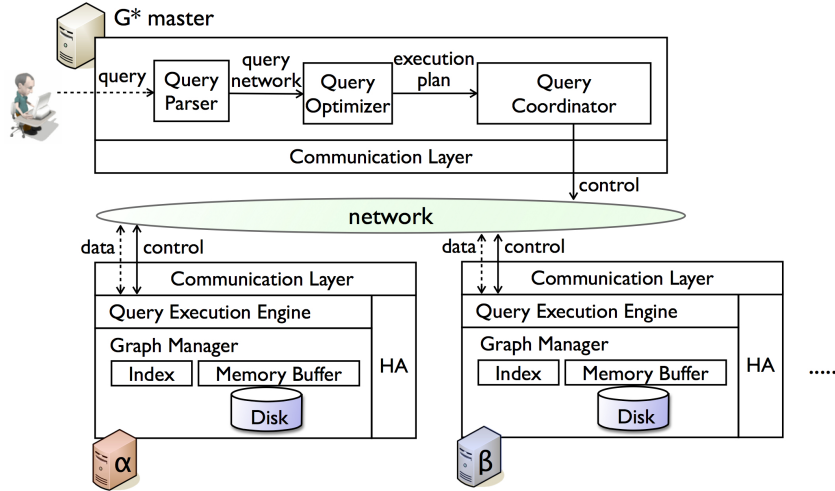 G* master
query
Query
Parser
query
network
Query
Optimizer
execution
plan
Query
Coordinator
Communication Layer
control
network
data
control
Communication Layer
Query Execution Engine
Graph Manager
Index
Memory Buffer
Disk
HA
α
data
control
Communication Layer
Query Execution Engine
Graph Manager
Index
Memory Buffer
Disk
HA
β
.....